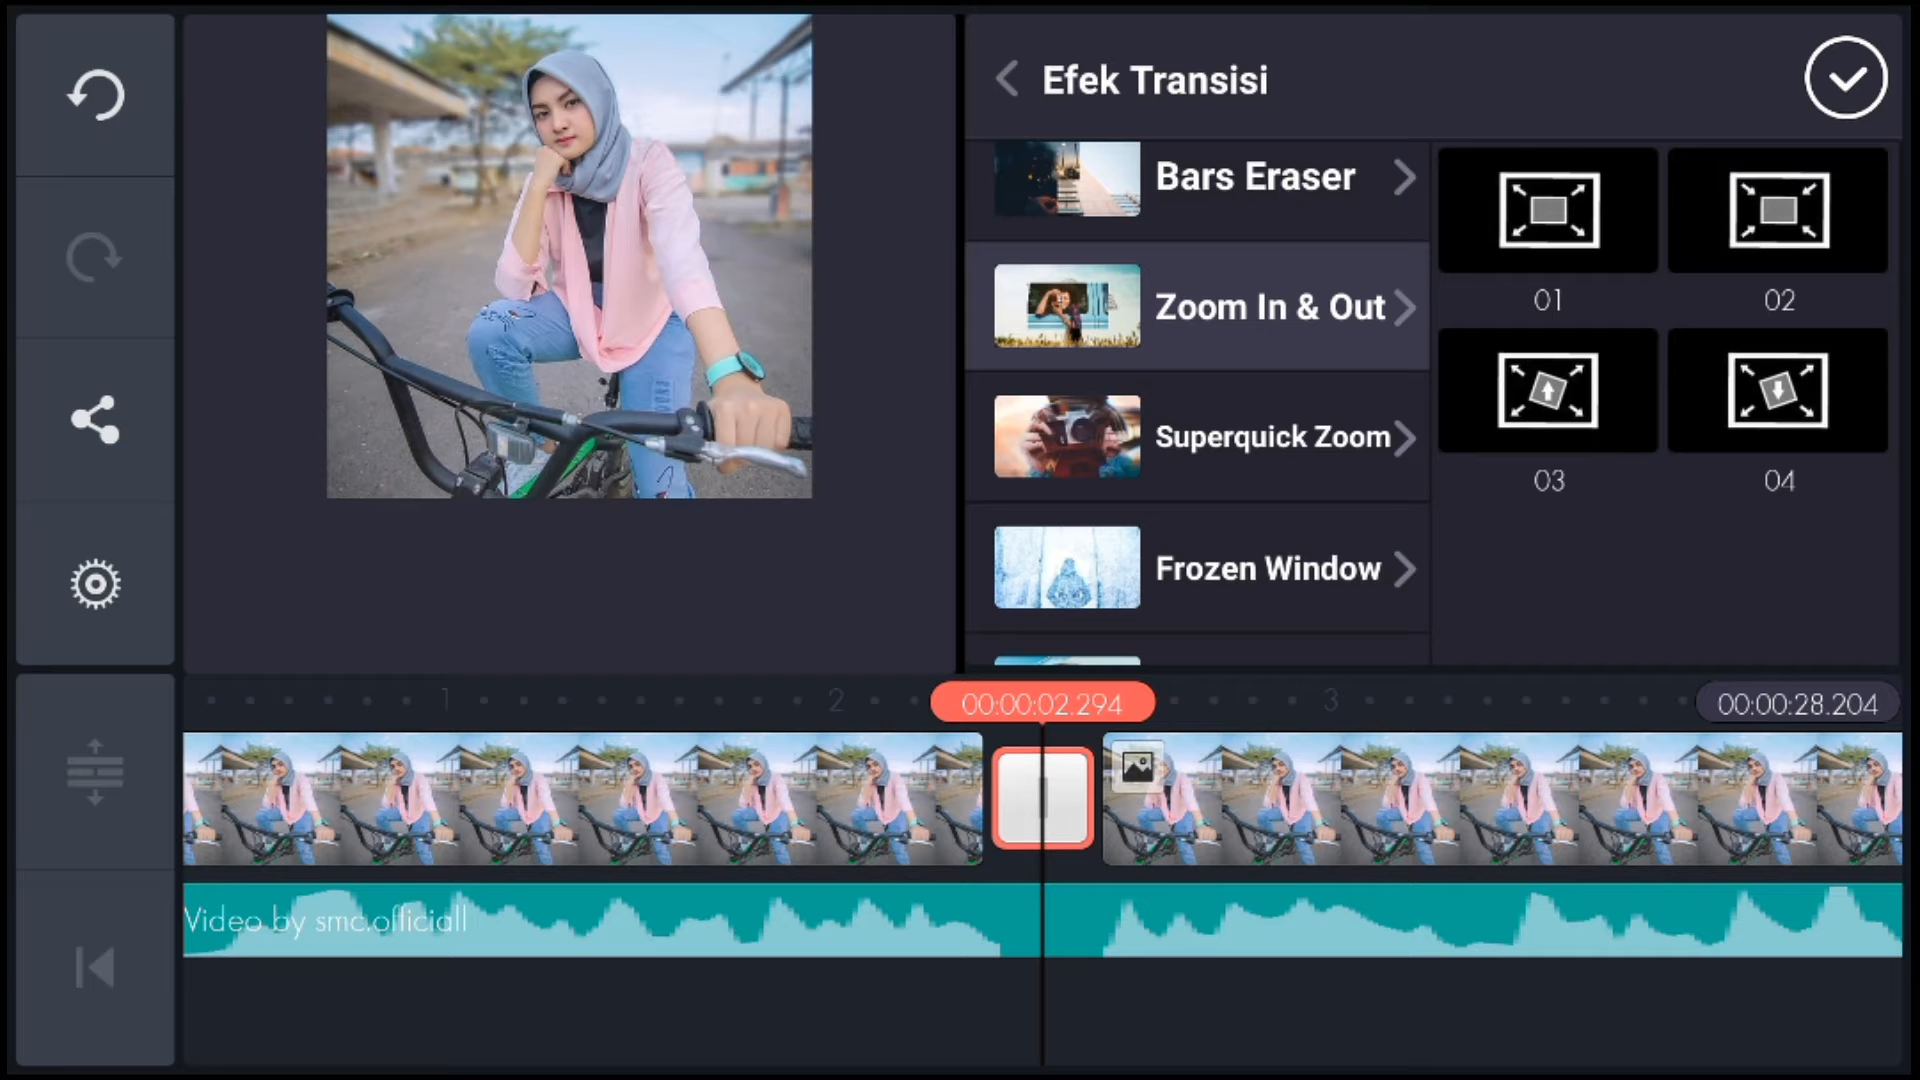 Efek Transisi
Bars Eraser
Zoom In & Out
Superquick Zoom
Frozen Window
01
02
03
04
1
2
00:00:02.294
3
00:00:28.204
Video by smc.officiall